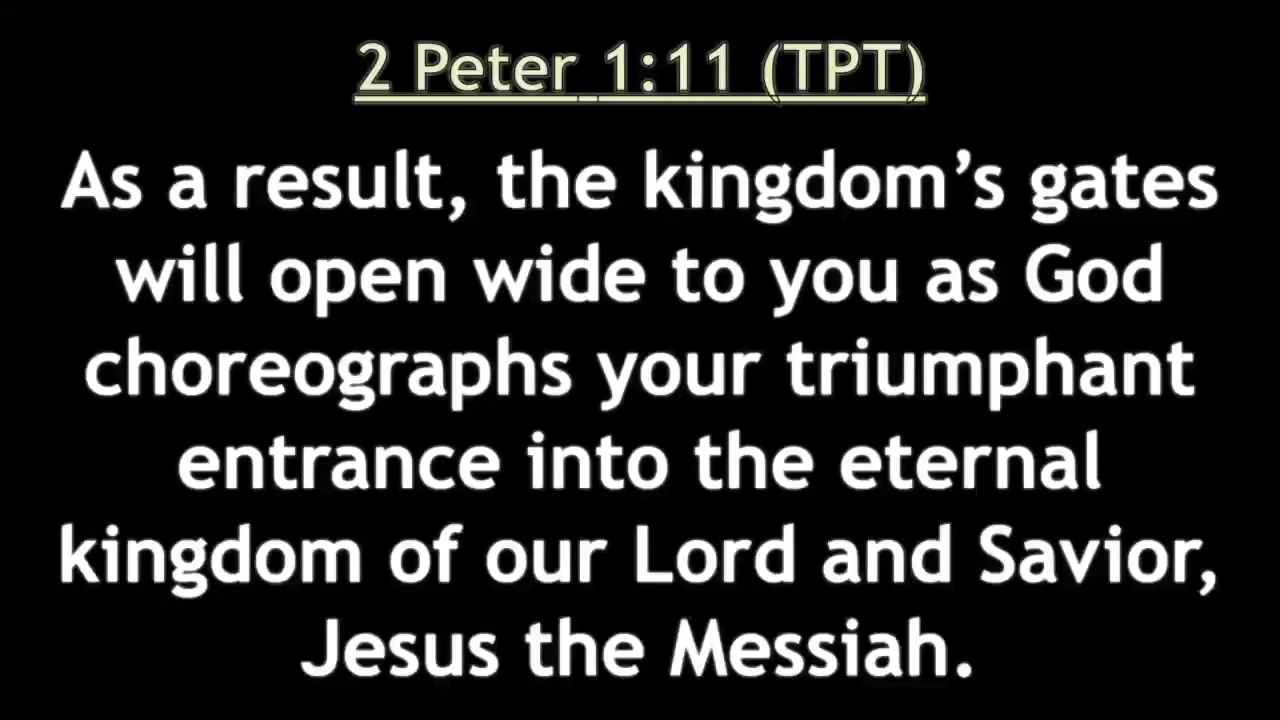 2 Peter 1:11 (TPT)
As a result, the kingdom’s gates
will open wide to you as God
choreographs your triumphant
entrance into the eternal
kingdom of our Lord and Savior,
Jesus the Messiah.